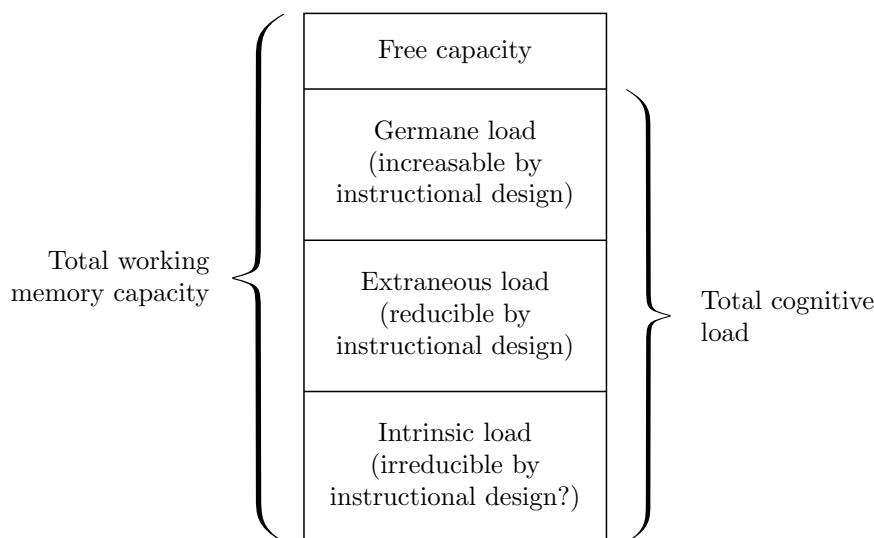 Free capacity
Germane load
(increasable by
instructional design)
Total working
memory capacity
Extraneous load
(reducible by
instructional design)
Total cognitive
load
Intrinsic load
(irreducible by
instructional design?)